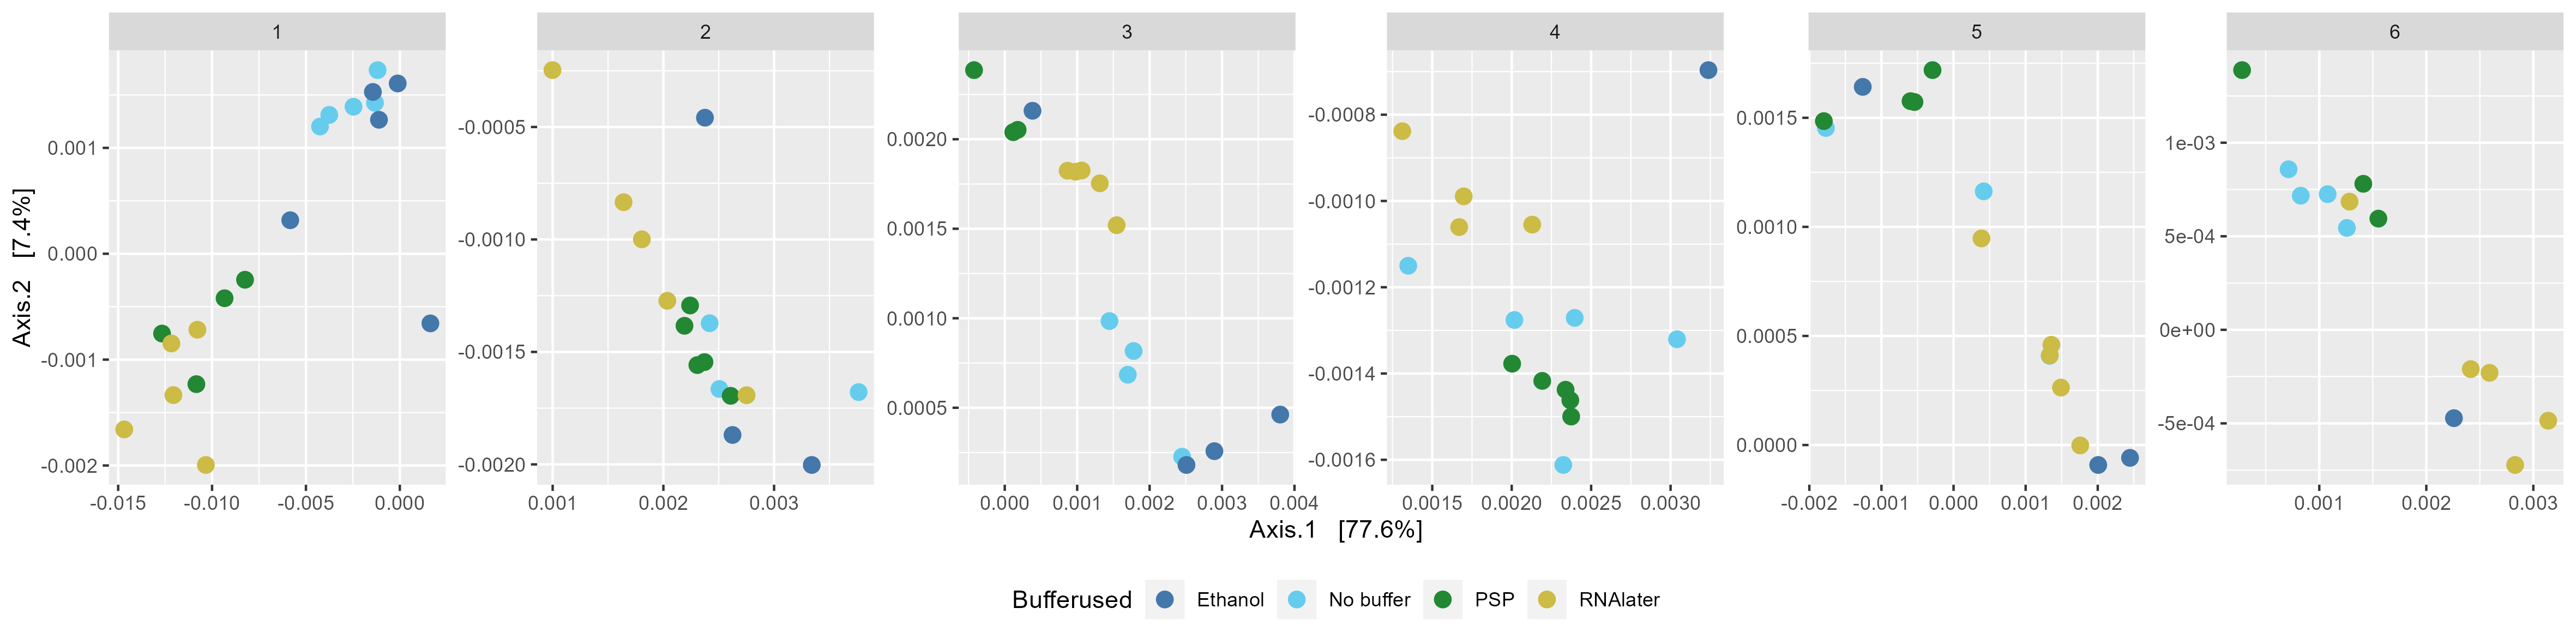 1 2 3 4 5 6
Axis.2 [7.4%]
0.001
0.000
-0.001
-0.002
-0.015 -0.010 -0.005 0.000
-0.0005
-0.0010
-0.0015
-0.0020
0.001 0.002 0.003
0.0020
0.0015
0.0010
0.0005
0.000 0.001 0.002 0.003 0.004
-0.0008
-0.0010
-0.0012
-0.0014
-0.0016
0.0015 0.0020 0.0025 0.0030
0.0015
0.0010
0.0005
0.0000
-0.002 -0.001 0.000 0.001 0.002
1e-03
5e-04
0e+00
-5e-04
0.001 0.002 0.003
Axis.1 [77.6%]
Bufferused Ethanol No buffer PSP RNAlater